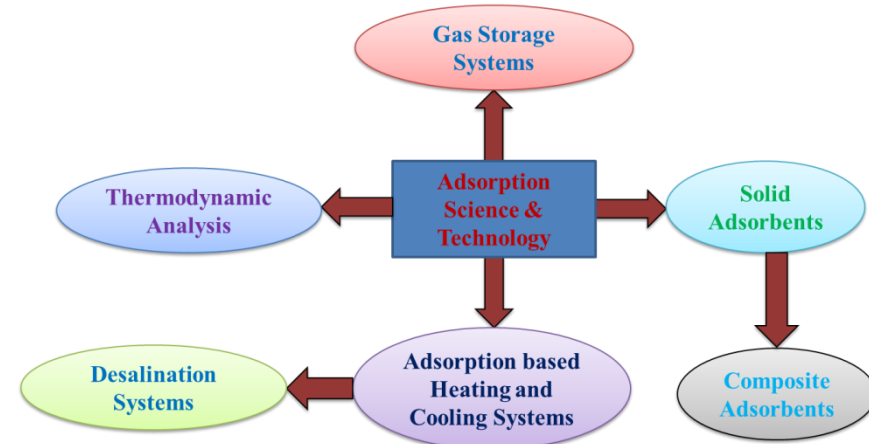 Gas Storage
Systems
Thermodynamic
Analysis
Adsorption
Science &
Technology
Solid
Adsorbents
Desalination
Systems
Adsorption based
Heating and
Cooling Systems
Composite
Adsorbents